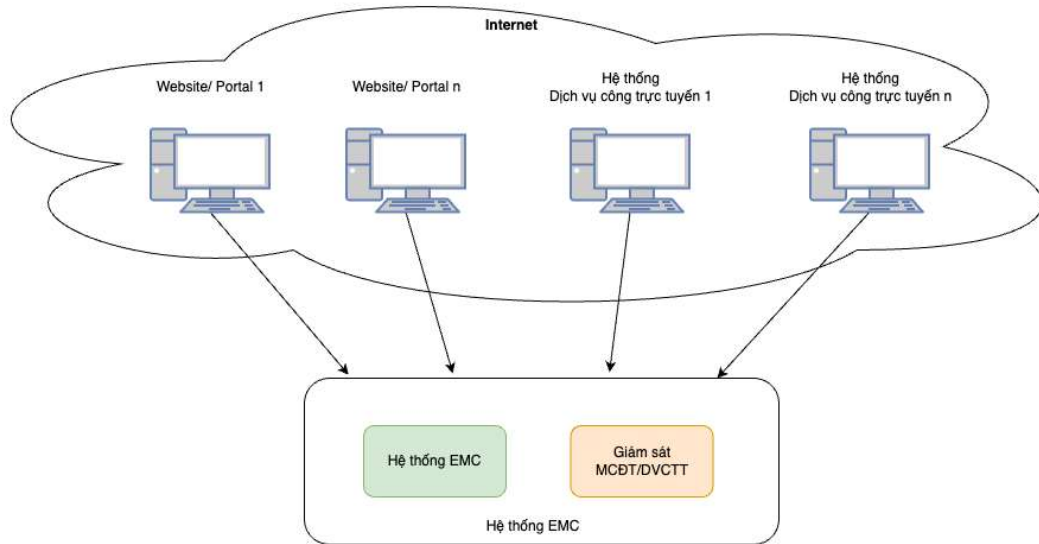 Internet
Website/ Portal 1
Website/ Portal n
Hệ thống
Dịch vụ công trực tuyến 1
Hệ thống
Dịch vụ công trực tuyến n
Hệ thống EMC
Giảm sát
MCĐT/DVCTT
Hệ thống EMC